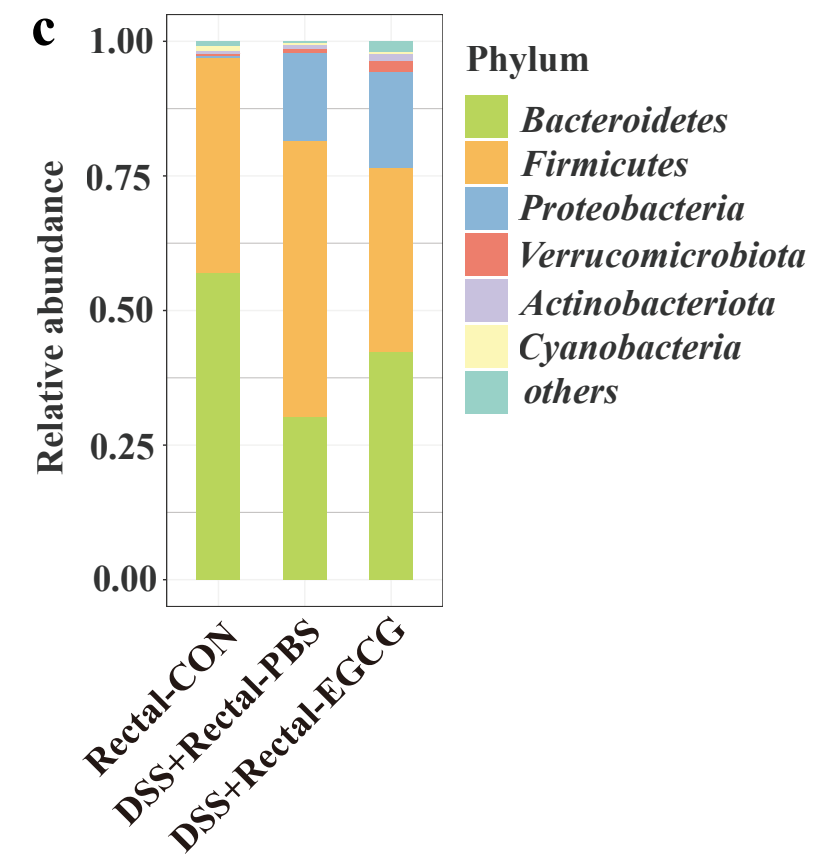 c
1.00
0.75
0.50
0.25
0.00
Relative abundance
Rectal-CON
DSS+Rectal-PBS
DSS+Rectal-EGCG
Phylum
Bacteroidetes
Firmicutes
Proteobacteria
Verrucomicrobiota
Actinobacteriota
Cyanobacteria
others